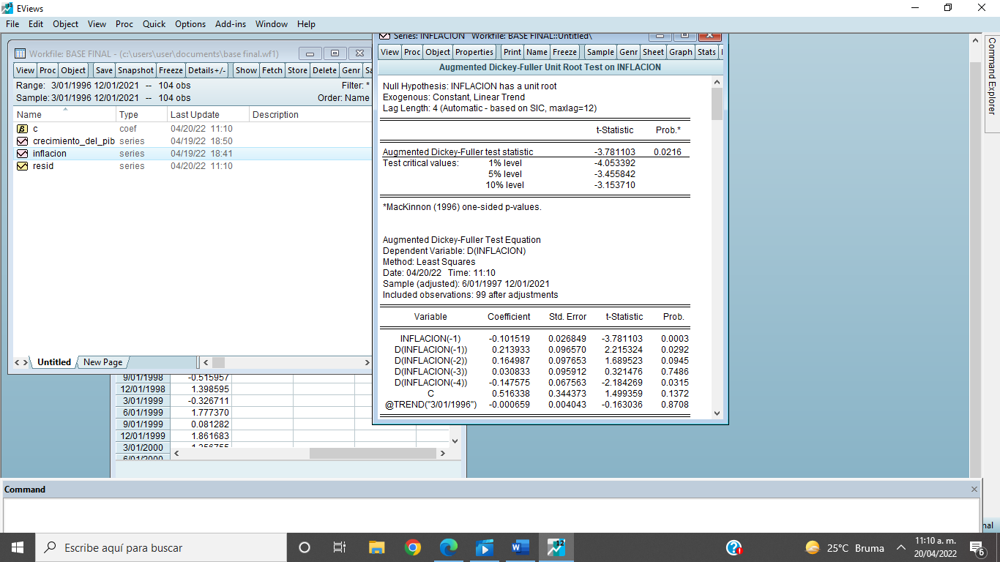 EViews
File Edit Object View Proc Quick Options Add-ins Window Help
Workfile: BASE FINAL - (c:\users\user\documents\base final.wf1)
View Proc Object Save Snapshot Freeze Details+/- Show Fetch Store Delete Genr Sa
Range: 3/01/1996 12/01/2021 -- 104 obs Filter: *
Sample: 3/01/1996 12/01/2021 -- 104 obs Order: Name
Name Type Last Update Description
β c coef 04/20/22 11:10
crecimiento_del_pib series 04/19/22 18:50
inflacion series 04/19/22 18:41
resid series 04/20/22 11:10
Untitled New Page
9/01/1998 -0.515957
12/01/1998 1.398595
3/01/1999 -0.326711
6/01/1999 1.777370
9/01/1999 0.081282
12/01/1999 1.861683
3/01/2000 1.256755
6/01/2000
Series: INFLACION Workfile: BASE FINAL::Untitled\
View Proc Object Properties Print Name Freeze Sample Genr Sheet Graph Stats I
Augmented Dickey-Fuller Unit Root Test on INFLACION
Null Hypothesis: INFLACION has a unit root
Exogenous: Constant, Linear Trend
Lag Length: 4 (Automatic - based on SIC, maxlag=12)
t-Statistic Prob.*
Augmented Dickey-Fuller test statistic -3.781103 0.0216
Test critical values: 1% level -4.053392
5% level -3.455842
10% level -3.153710
*MacKinnon (1996) one-sided p-values.
Augmented Dickey-Fuller Test Equation
Dependent Variable: D(INFLACION)
Method: Least Squares
Date: 04/20/22 Time: 11:10
Sample (adjusted): 6/01/1997 12/01/2021
Included observations: 99 after adjustments
Variable Coefficient Std. Error t-Statistic Prob.
INFLACION(-1) -0.101519 0.026849 -3.781103 0.0003
D(INFLACION(-1)) 0.213933 0.096570 2.215324 0.0292
D(INFLACION(-2)) 0.164987 0.097653 1.689523 0.0945
D(INFLACION(-3)) 0.030833 0.095912 0.321476 0.7486
D(INFLACION(-4)) -0.147575 0.067563 -2.184269 0.0315
C 0.516338 0.344373 1.499359 0.1372
@TREND("3/01/1996") -0.000659 0.004043 -0.163036 0.8708
Command Explorer
Command
nal
Escribe aquí para buscar
12
25°C Bruma
11:10 a. m.
20/04/2022
6